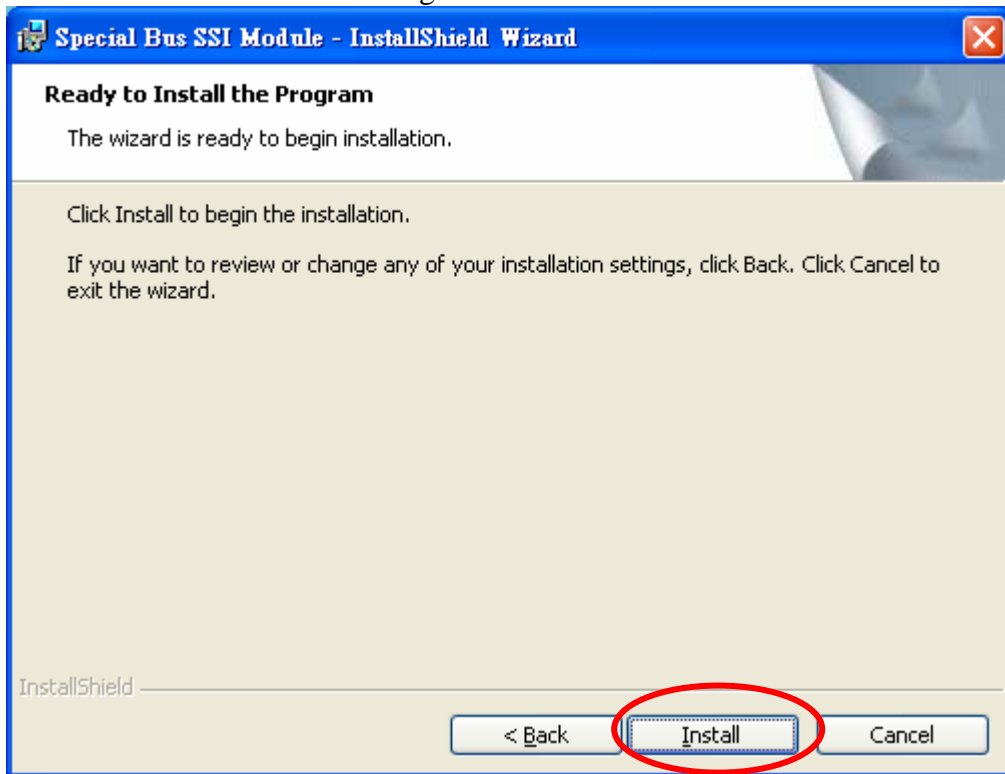 Special Bus SSI Module - InstallShield Wizard
Ready to Install the Program
The wizard is ready to begin installation.
Click Install to begin the installation.
If you want to review or change any of your installation settings, click Back. Click Cancel to
exit the wizard.
InstallShield
< Back Install Cancel